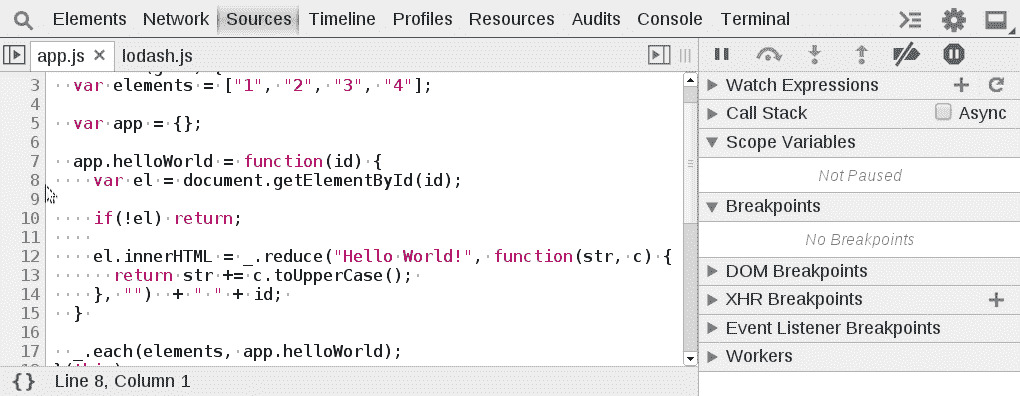 Elements Network Sources Timeline Profiles Resources Audits Console Terminal
app.js × lodash.js
3 var elements = ["1", "2", "3", "4"];
4
5 var app = {};
6
7 app.helloWorld = function(id) {
8 var el = document.getElementById(id);
9
10 if(!el) return;
11
12 el.innerHTML = _.reduce("Hello World!", function(str, c) {
13 return str += c.toUpperCase();
14 }, "") + " " + id;
15 }
16
17 _.each(elements, app.helloWorld);
{} Line 8, Column 1
Watch Expressions
Call Stack Async
Scope Variables
Not Paused
Breakpoints
No Breakpoints
DOM Breakpoints
XHR Breakpoints
Event Listener Breakpoints
Workers